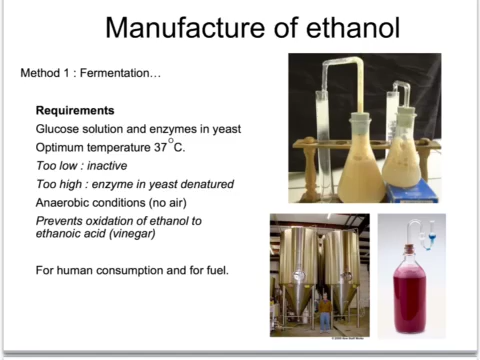 Manufacture of ethanol
Method 1 : Fermentation…
Requirements
Glucose solution and enzymes in yeast
Optimum temperature 37°C.
Too low : inactive
Too high : enzyme in yeast denatured
Anaerobic conditions (no air)
Prevents oxidation of ethanol to
ethanoic acid (vinegar)
For human consumption and for fuel.